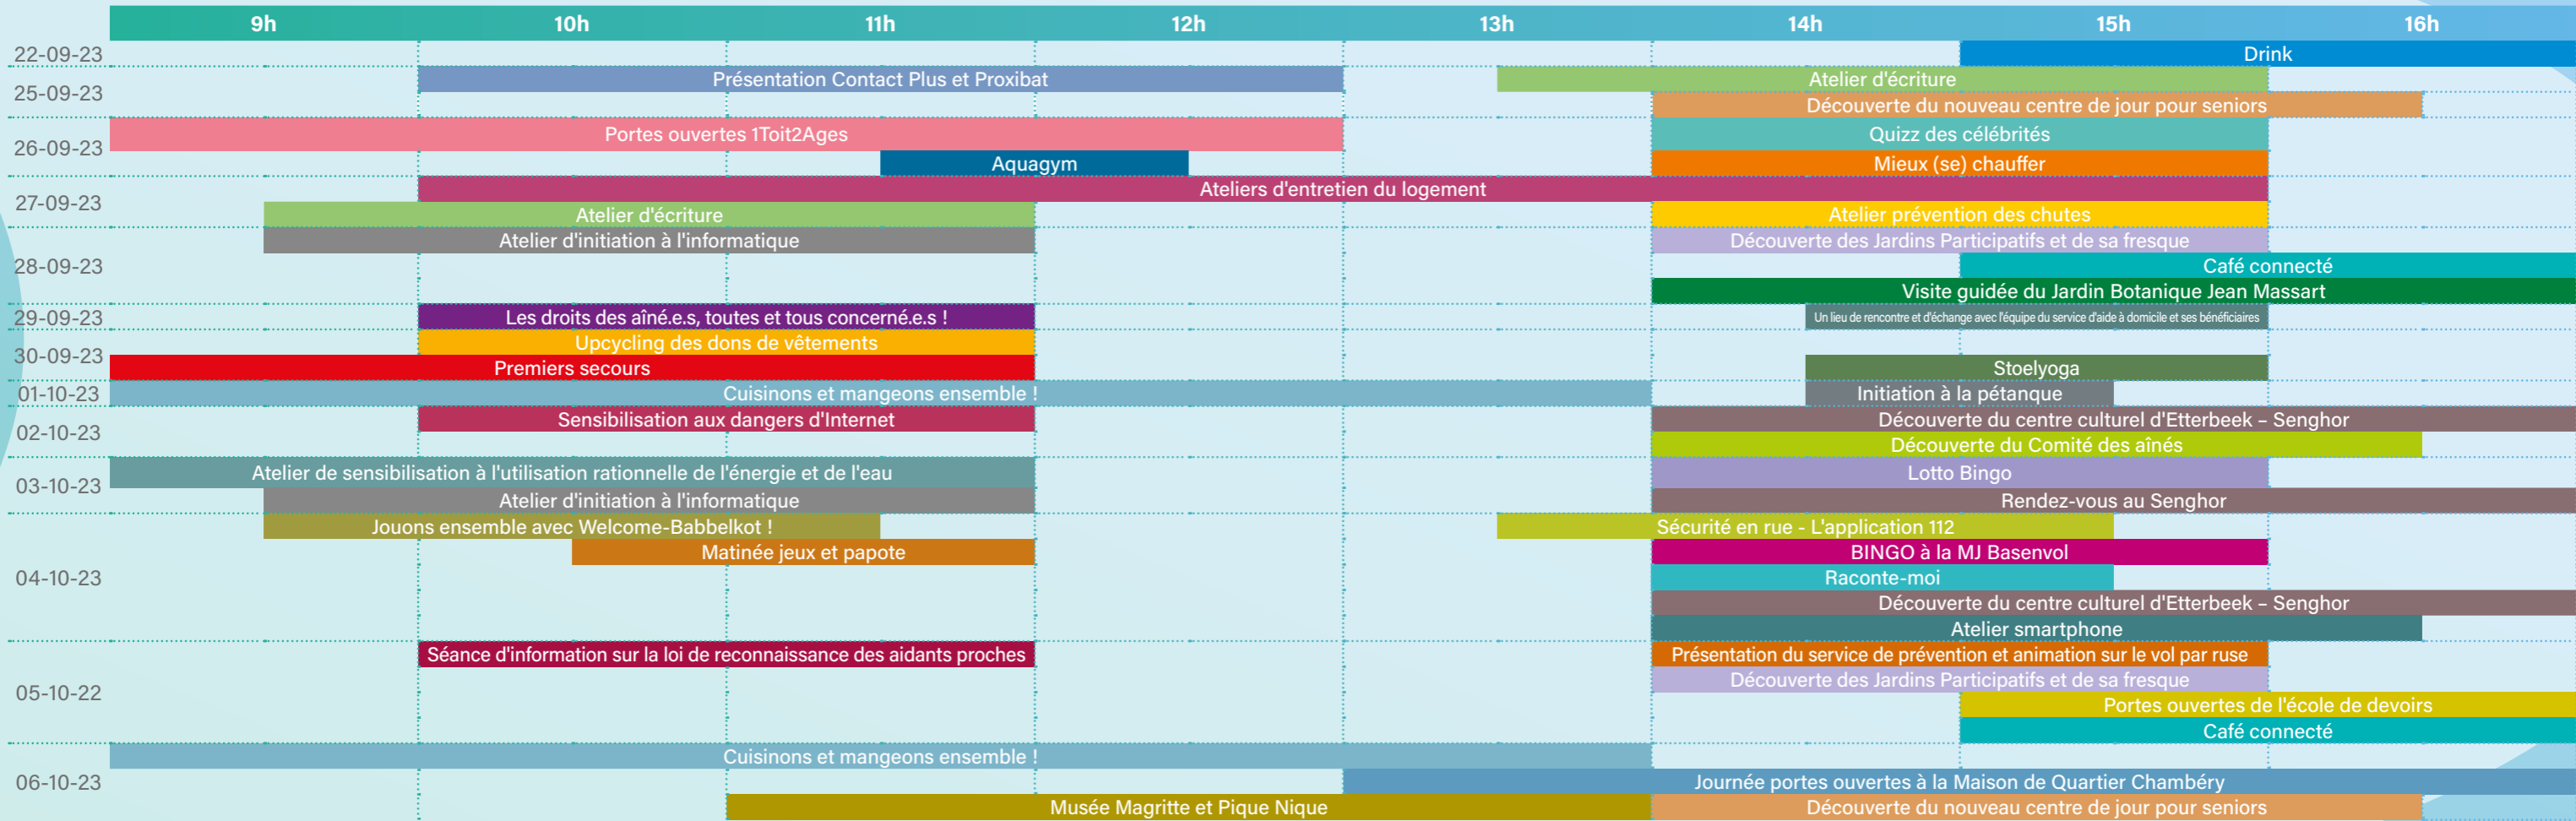 9h 10h 11h 12h 13h 14h 15h 16h
22-09-23
Drink
25-09-23
Présentation Contact Plus et Proxibat
Atelier d'écriture
Découverte du nouveau centre de jour pour seniors
26-09-23
Portes ouvertes 1Toit2Ages
Quizz des célébrités
Aquagym
Mieux (se) chauffer
27-09-23
Ateliers d'entretien du logement
Atelier d'écriture
Atelier prévention des chutes
28-09-23
Atelier d'initiation à l'informatique
Découverte des Jardins Participatifs et de sa fresque
Café connecté
Visite guidée du Jardin Botanique Jean Massart
29-09-23
Les droits des aîné.e.s, toutes et tous concerné.e.s !
Un lieu de rencontre et d'échange avec l'équipe du service d'aide à domicile et ses bénéficiaires
30-09-23
Upcycling des dons de vêtements
Premiers secours
Stoelyoga
01-10-23
Cuisinons et mangeons ensemble !
Initiation à la pétanque
02-10-23
Sensibilisation aux dangers d'Internet
Découverte du centre culturel d'Etterbeek – Senghor
Découverte du Comité des aînés
03-10-23
Atelier de sensibilisation à l'utilisation rationnelle de l'énergie et de l'eau
Lotto Bingo
Atelier d'initiation à l'informatique
Rendez-vous au Senghor
04-10-23
Jouons ensemble avec Welcome-Babbelkot !
Sécurité en rue - L'application 112
Matinée jeux et papote
BINGO à la MJ Basenvol
Raconte-moi
Découverte du centre culturel d'Etterbeek – Senghor
Atelier smartphone
05-10-22
Séance d'information sur la loi de reconnaissance des aidants proches
Présentation du service de prévention et animation sur le vol par ruse
Découverte des Jardins Participatifs et de sa fresque
Portes ouvertes de l'école de devoirs
Café connecté
06-10-23
Cuisinons et mangeons ensemble !
Journée portes ouvertes à la Maison de Quartier Chambéry
Musée Magritte et Pique Nique
Découverte du nouveau centre de jour pour seniors